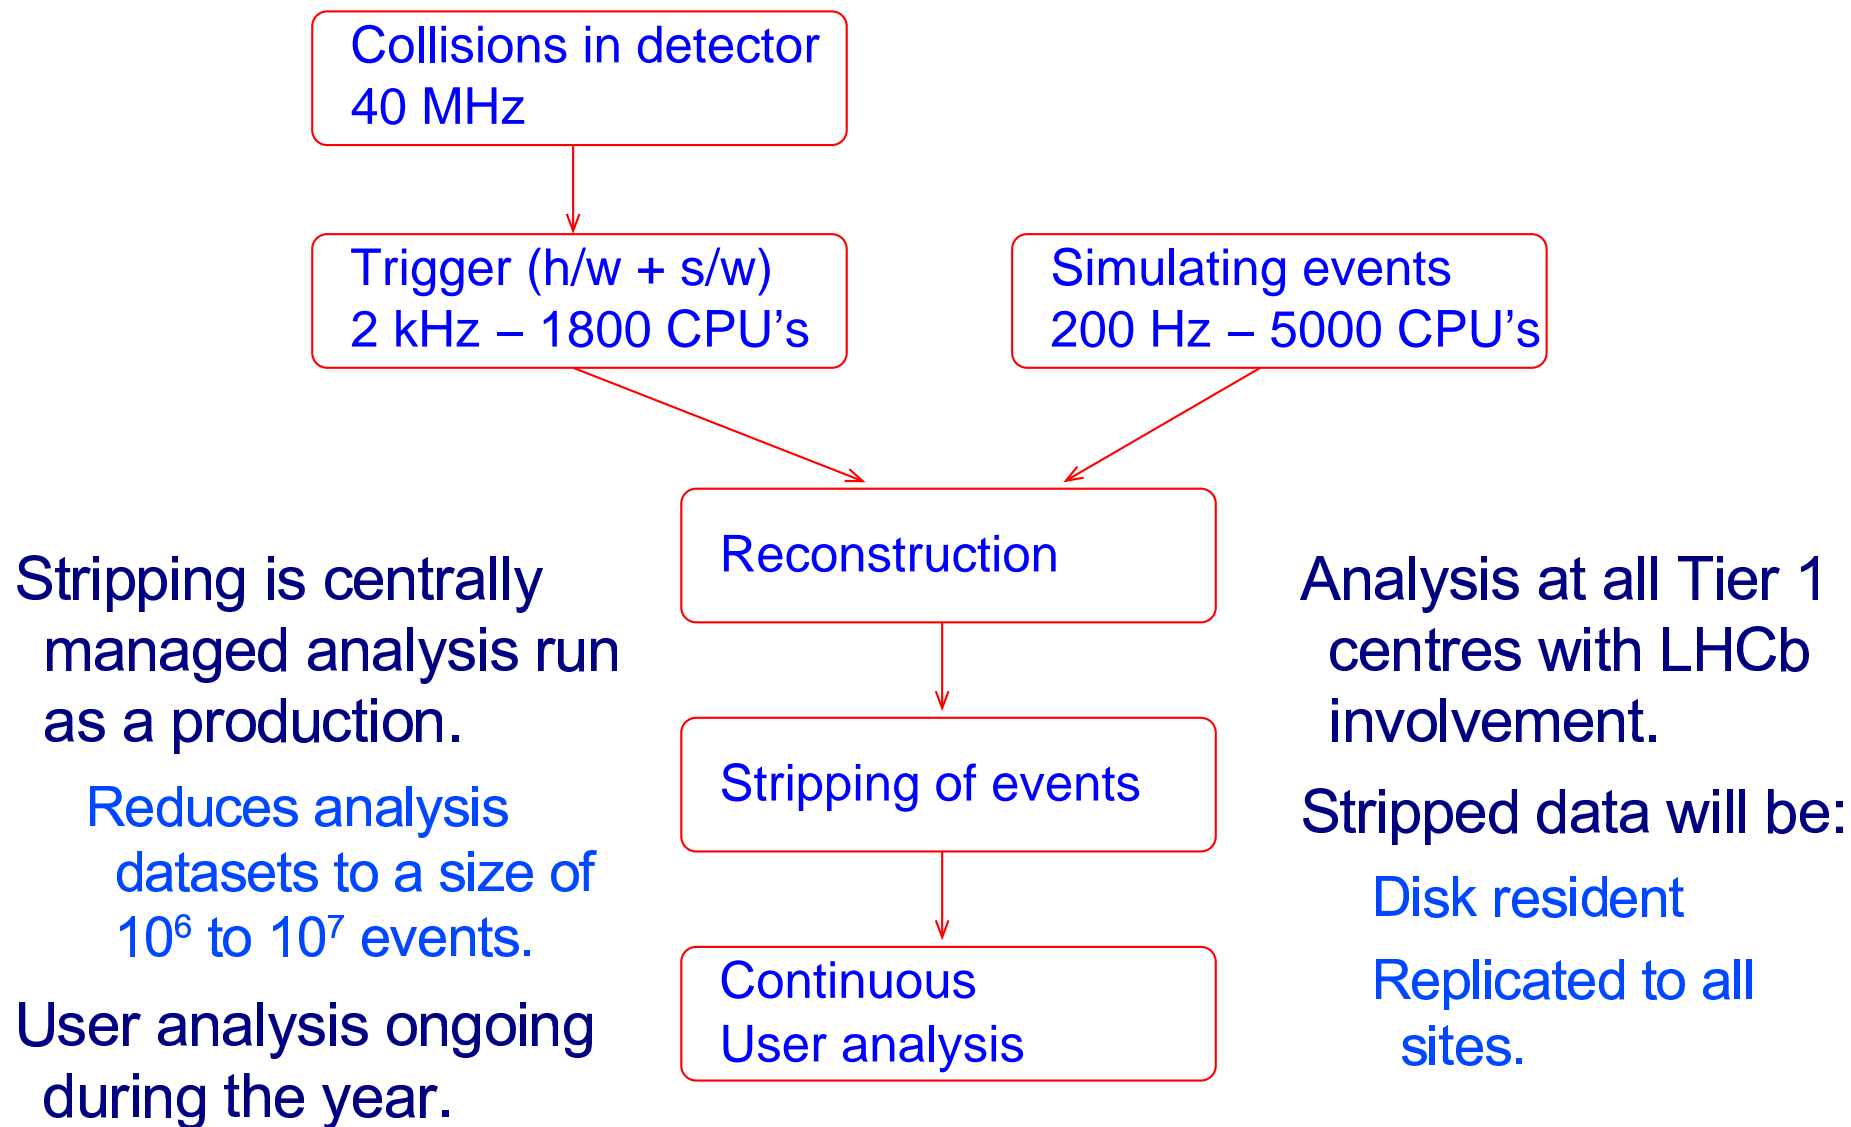 Collisions in detector
40 MHz
Trigger (h/w + s/w)
2 kHz – 1800 CPU's
Simulating events
200 Hz – 5000 CPU's
Reconstruction
Stripping of events
Continuous
User analysis
Stripping is centrally
managed analysis run
as a production.
Reduces analysis
datasets to a size of
10⁶ to 10⁷ events.
User analysis ongoing
during the year.
Analysis at all Tier 1
centres with LHCb
involvement.
Stripped data will be:
Disk resident
Replicated to all
sites.